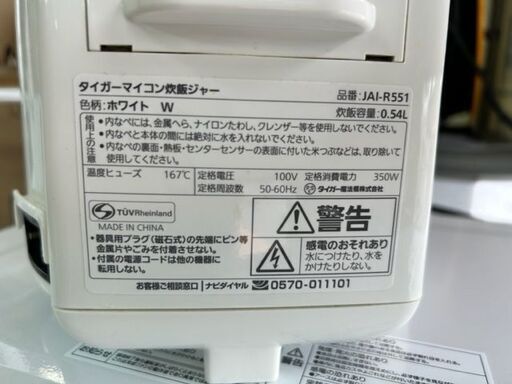 タイガーマイコン炊飯ジャー
品番: JAI-R551
色柄:ホワイト W
炊飯容量: 0.54L
使用上の注意
●内なべには、金属へら、ナイロンたわし、クレンザー等を使用しないでください。
●内なべと本体の間には絶対に水を入れないでください。
●内なべの裏面・熱板・センターセンサーの表面に付いた米つぶなどは、取り除いて使用してください。
温度ヒューズ 167℃
定格電圧 100V
定格消費電力 350W
定格周波数 50-60Hz
タイガー魔法瓶株式会社
TÜVRheinland
MADE IN CHINA
警告
●器具用プラグ(磁石式)の先端にピン等
金属片やごみを付着させない。
●付属の電源コードは他の機器に
転用しない。
感電のおそれあり
水につけたり、水を
かけたりしない。
お客様ご相談窓口 ナビダイヤル 0570-011101